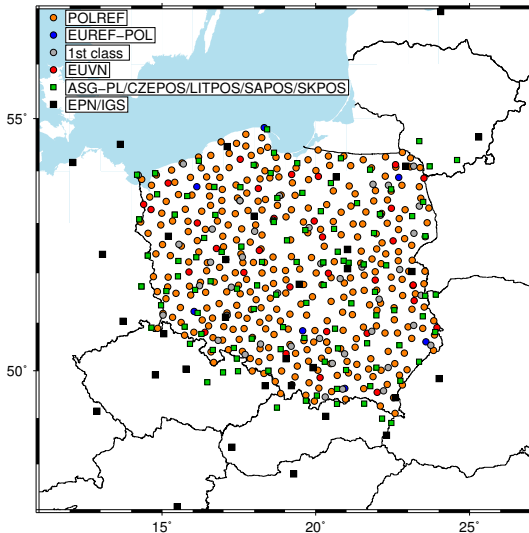 POLREF
EUREF-POL
1st class
EUVN
ASG-PL/CZEPOS/LITPOS/SAPOS/SKPOS
EPN/IGS
55˚
50˚
15˚ 20˚ 25˚